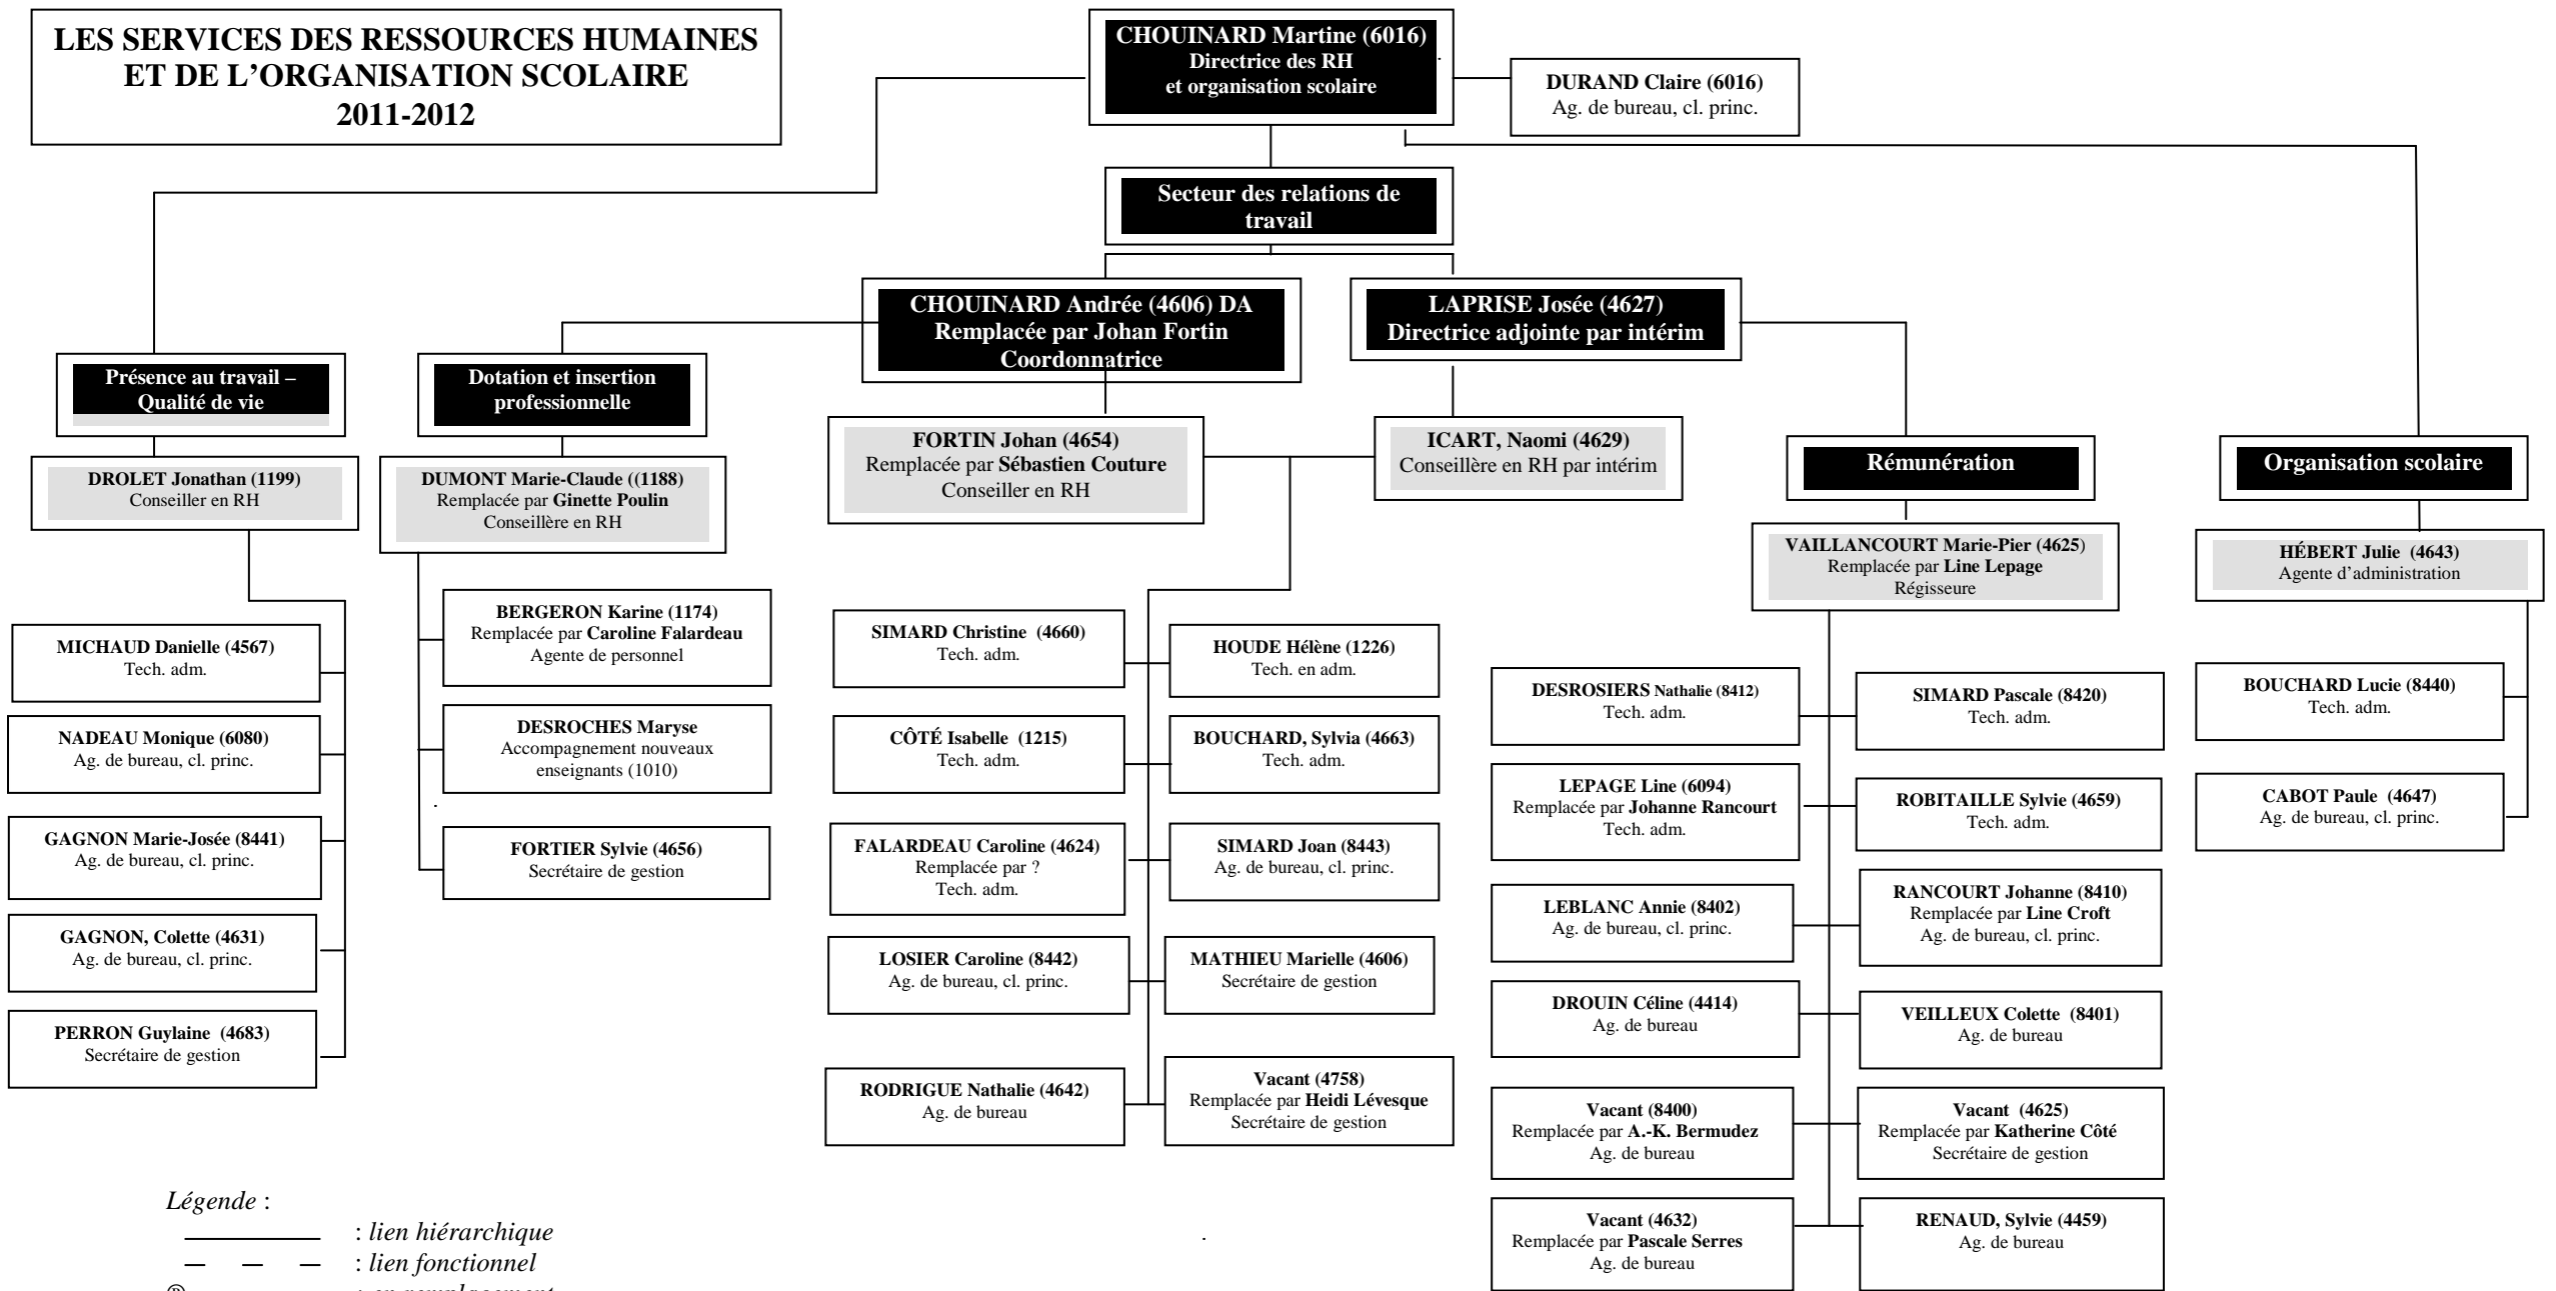 LES SERVICES DES RESSOURCES HUMAINES
ET DE L'ORGANISATION SCOLAIRE
2011-2012
CHOUINARD Martine (6016)
Directrice des RH
et organisation scolaire
DURAND Claire (6016)
Ag. de bureau, cl. princ.
Secteur des relations de
travail
CHOUINARD Andrée (4606) DA
Remplacée par Johan Fortin
Coordonnatrice
LAPRISE Josée (4627)
Directrice adjointe par intérim
Présence au travail –
Qualité de vie
DROLET Jonathan (1199)
Conseiller en RH
MICHAUD Danielle (4567)
Tech. adm.
NADEAU Monique (6080)
Ag. de bureau, cl. princ.
GAGNON Marie-Josée (8441)
Ag. de bureau, cl. princ.
GAGNON, Colette (4631)
Ag. de bureau, cl. princ.
PERRON Guylaine (4683)
Secrétaire de gestion
Dotation et insertion
professionnelle
DUMONT Marie-Claude ((1188)
Remplacée par Ginette Poulin
Conseillère en RH
BERGERON Karine (1174)
Remplacée par Caroline Falardeau
Agente de personnel
DESROCHES Maryse
Accompagnement nouveaux
enseignants (1010)
FORTIER Sylvie (4656)
Secrétaire de gestion
FORTIN Johan (4654)
Remplacée par Sébastien Couture
Conseiller en RH
ICART, Naomi (4629)
Conseillère en RH par intérim
SIMARD Christine (4660)
Tech. adm.
HOUDE Hélène (1226)
Tech. en adm.
CÔTÉ Isabelle (1215)
Tech. adm.
BOUCHARD, Sylvia (4663)
Tech. adm.
FALARDEAU Caroline (4624)
Remplacée par ?
Tech. adm.
SIMARD Joan (8443)
Ag. de bureau, cl. princ.
LOSIER Caroline (8442)
Ag. de bureau, cl. princ.
MATHIEU Marielle (4606)
Secrétaire de gestion
RODRIGUE Nathalie (4642)
Ag. de bureau
Vacant (4758)
Remplacée par Heidi Lévesque
Secrétaire de gestion
Rémunération
VAILLANCOURT Marie-Pier (4625)
Remplacée par Line Lepage
Régisseure
DESROSIERS Nathalie (8412)
Tech. adm.
SIMARD Pascale (8420)
Tech. adm.
LEPAGE Line (6094)
Remplacée par Johanne Rancourt
Tech. adm.
ROBITAILLE Sylvie (4659)
Tech. adm.
LEBLANC Annie (8402)
Ag. de bureau, cl. princ.
RANCOURT Johanne (8410)
Remplacée par Line Croft
Ag. de bureau, cl. princ.
DROUIN Céline (4414)
Ag. de bureau
VEILLEUX Colette (8401)
Ag. de bureau
Vacant (8400)
Remplacée par A.-K. Bermudez
Ag. de bureau
Vacant (4625)
Remplacée par Katherine Côté
Secrétaire de gestion
Vacant (4632)
Remplacée par Pascale Serres
Ag. de bureau
RENAUD, Sylvie (4459)
Ag. de bureau
Organisation scolaire
HÉBERT Julie (4643)
Agente d'administration
BOUCHARD Lucie (8440)
Tech. adm.
CABOT Paule (4647)
Ag. de bureau, cl. princ.
Légende :
: lien hiérarchique
: lien fonctionnel
: en remplacement